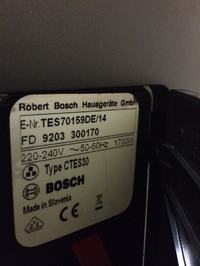 Robert Bosch Hausgeräte GmbH
E-Nr. TES70159DE/14
FD 9203 300170
220-240V ~50-60Hz 1700W
Type CTES30
BOSCH
Made in Slovenia